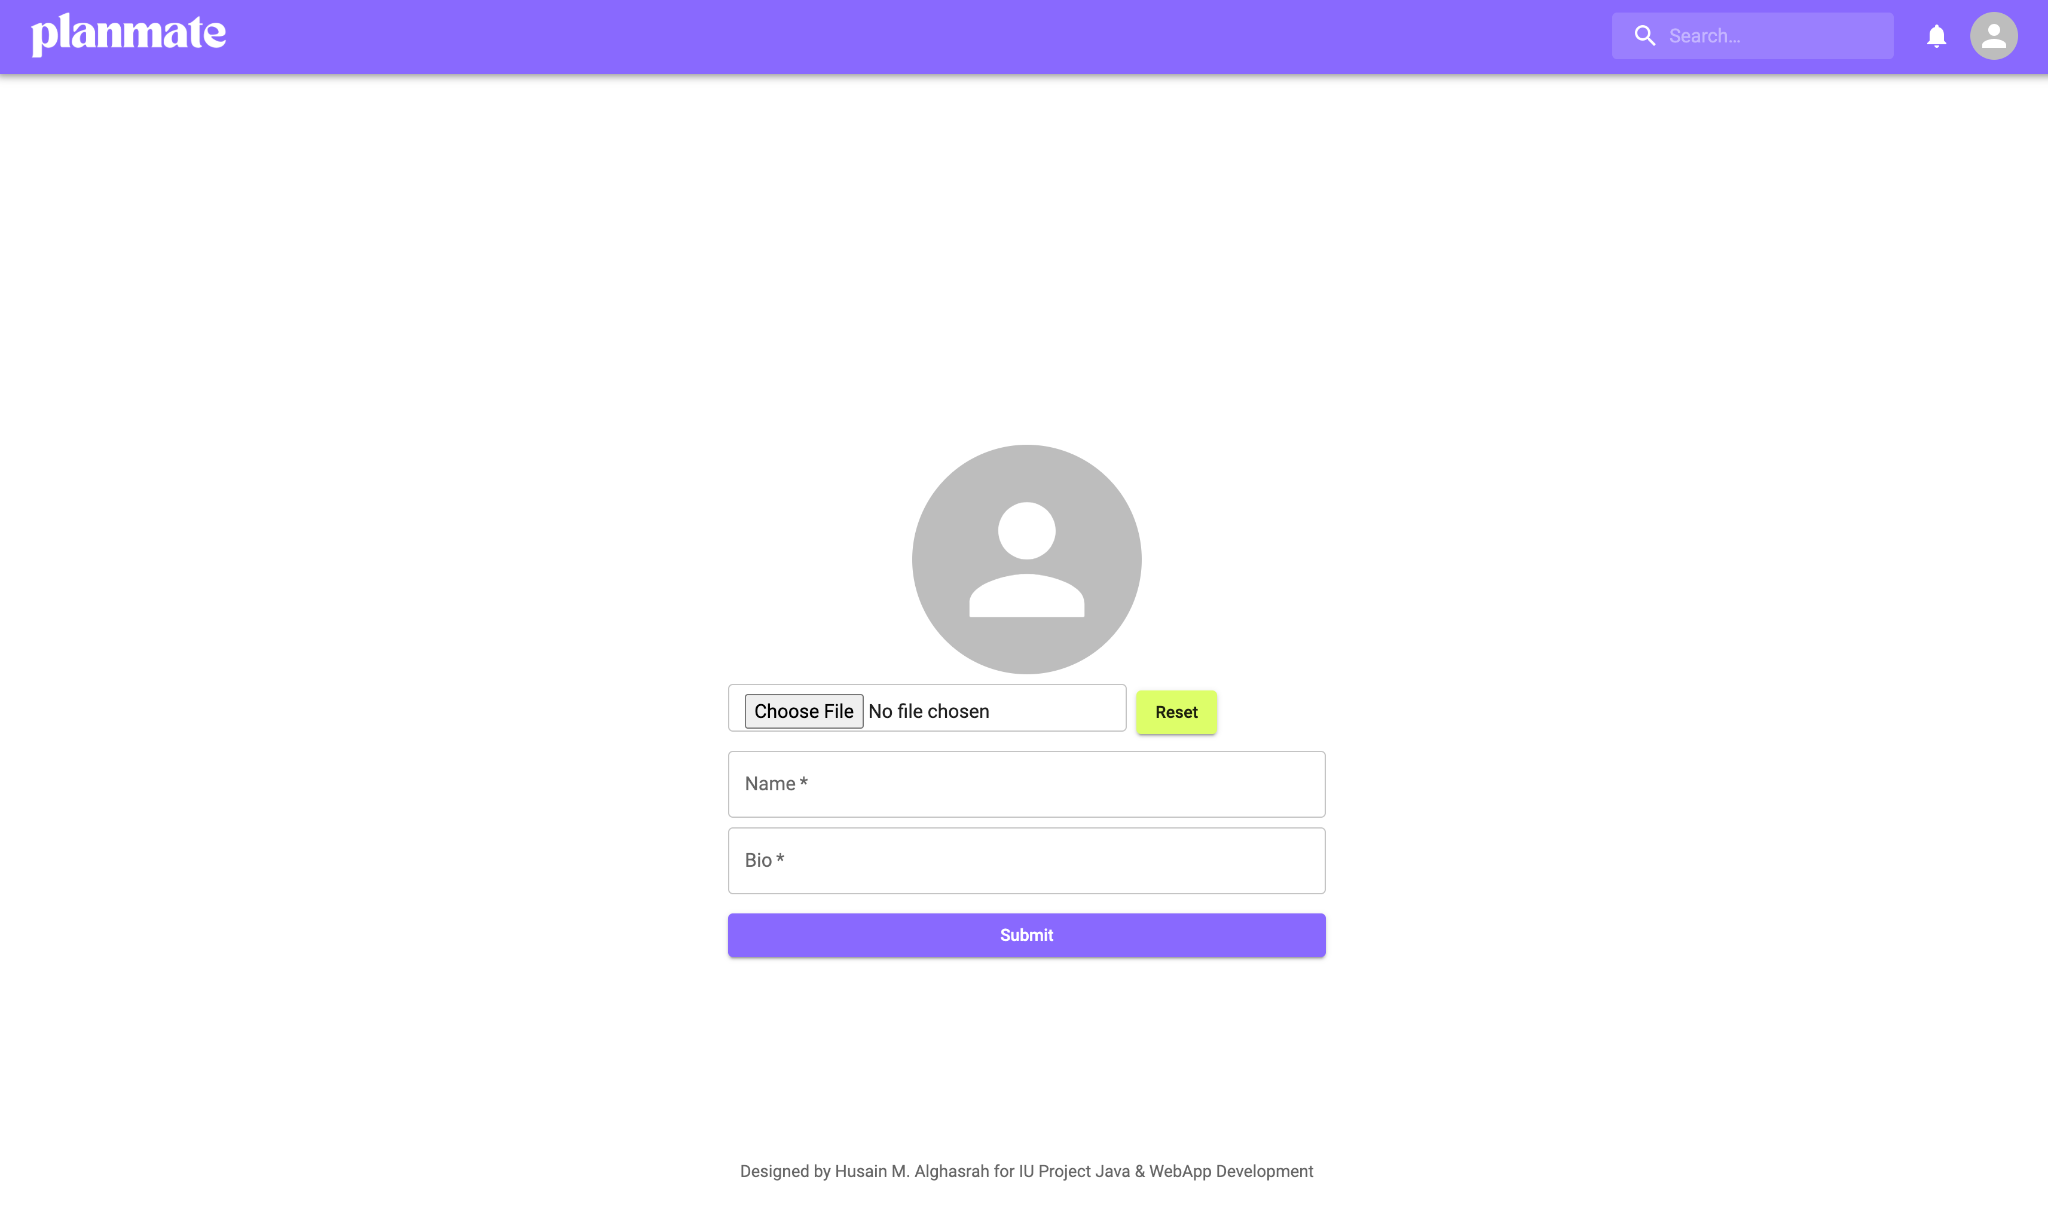 planmate
Search...
Choose File No file chosen
Reset
Name *
Bio *
Submit
Designed by Husain M. Alghasrah for IU Project Java & WebApp Development